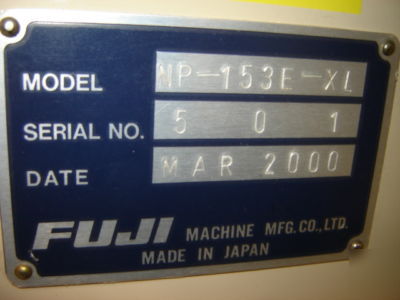 MODEL NP-153E-XL
SERIAL NO. 5 0 1
DATE MAR 2000
FUJI MACHINE MFG.CO.,LTD.
MADE IN JAPAN